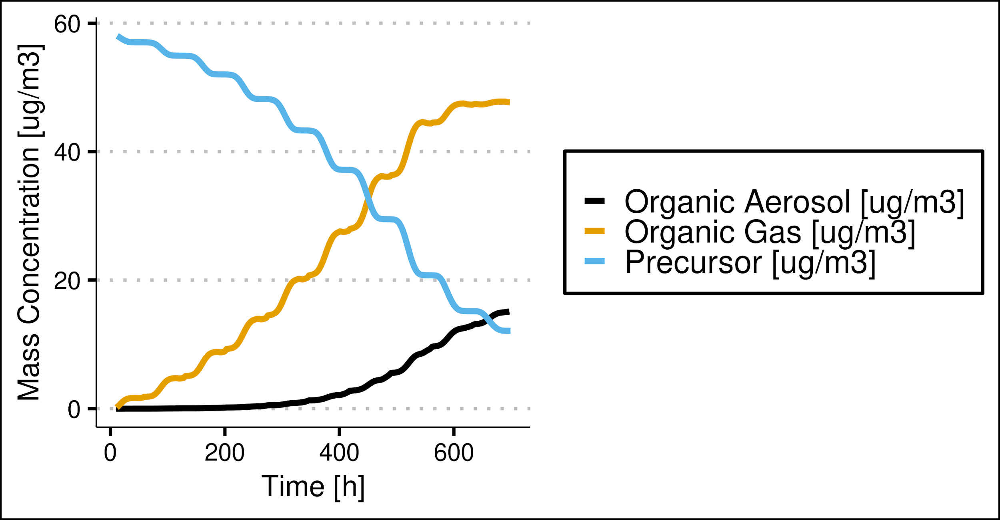 Mass Concentration [ug/m3]
60
40
20
0
0 200 400 600
Time [h]
Organic Aerosol [ug/m3]
Organic Gas [ug/m3]
Precursor [ug/m3]